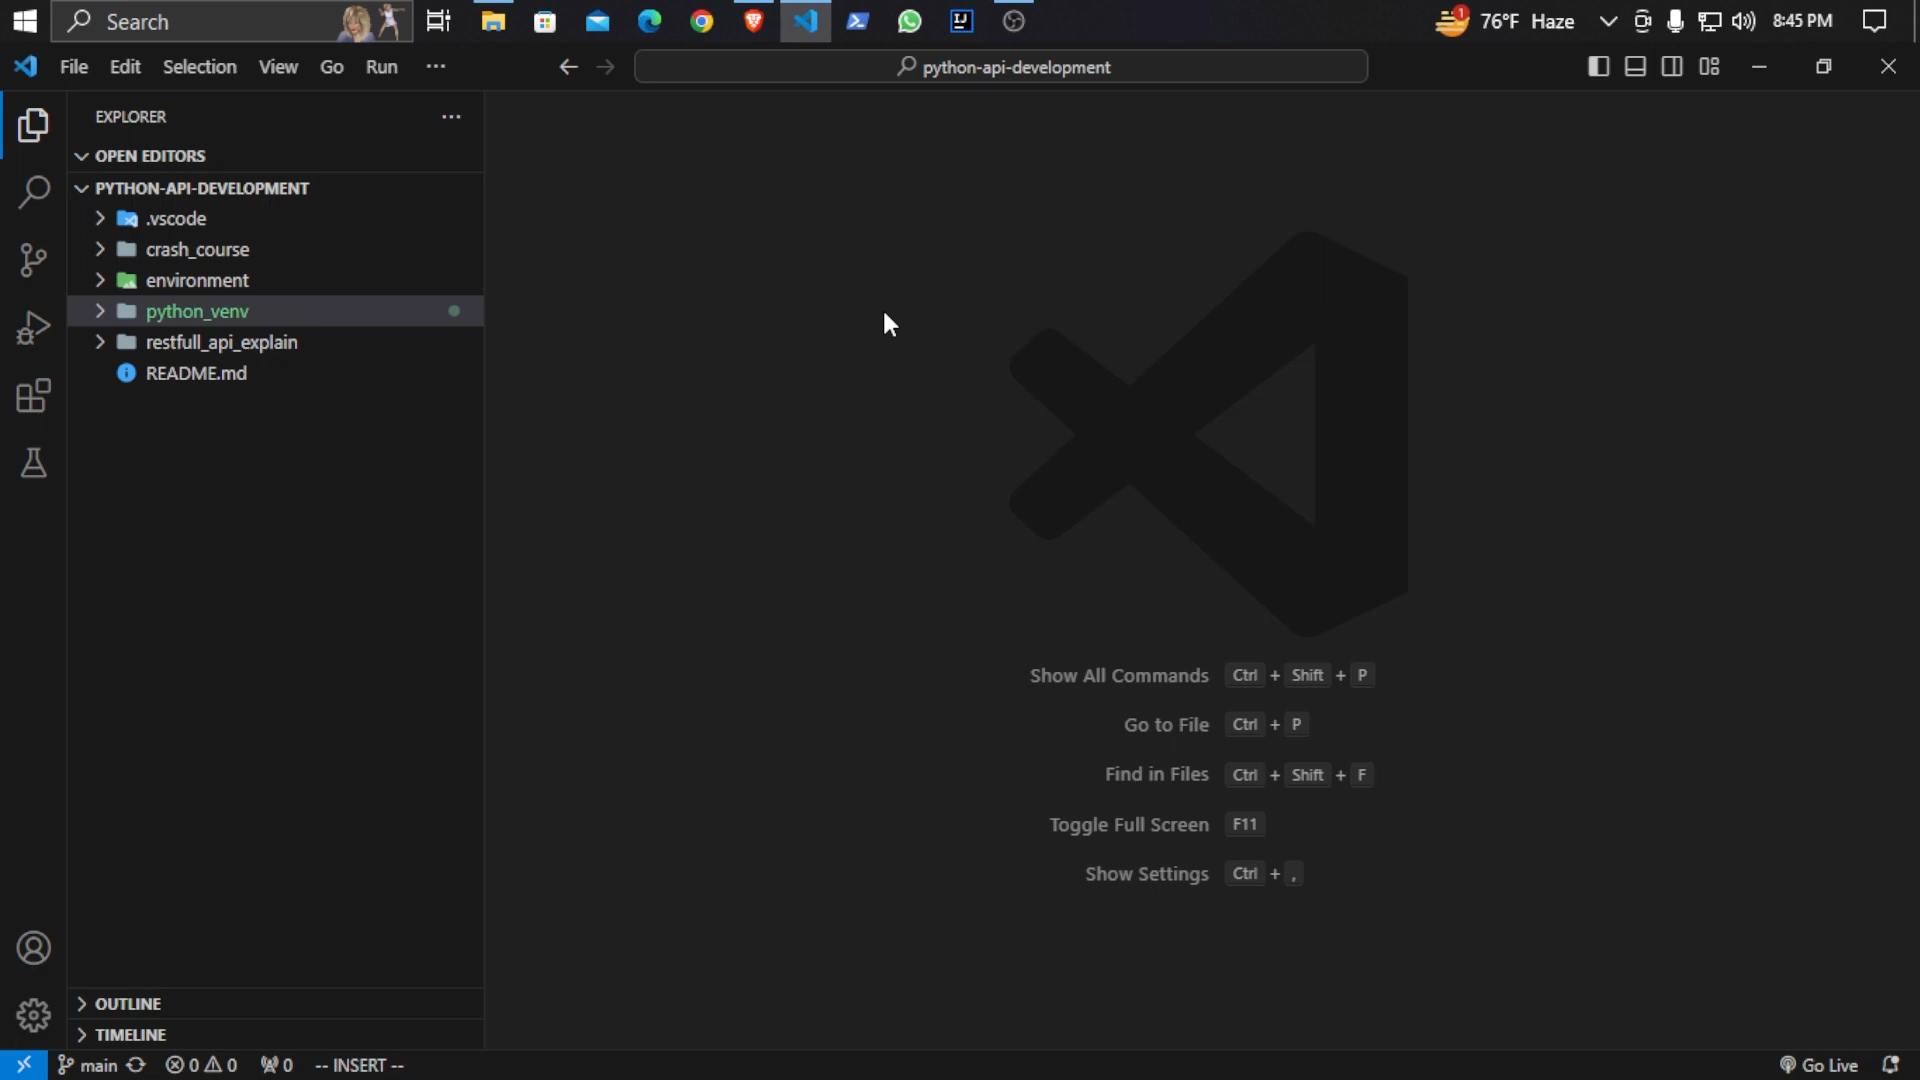 Search
1
76°F Haze
8:45 PM
File Edit Selection View Go Run ···
python-api-development
EXPLORER
OPEN EDITORS
PYTHON-API-DEVELOPMENT
.vscode
crash_course
environment
python_venv
restfull_api_explain
README.md
Show All Commands Ctrl + Shift + P
Go to File Ctrl + P
Find in Files Ctrl + Shift + F
Toggle Full Screen F11
Show Settings Ctrl + ,
OUTLINE
TIMELINE
main 0 0 0 -- INSERT -- Go Live